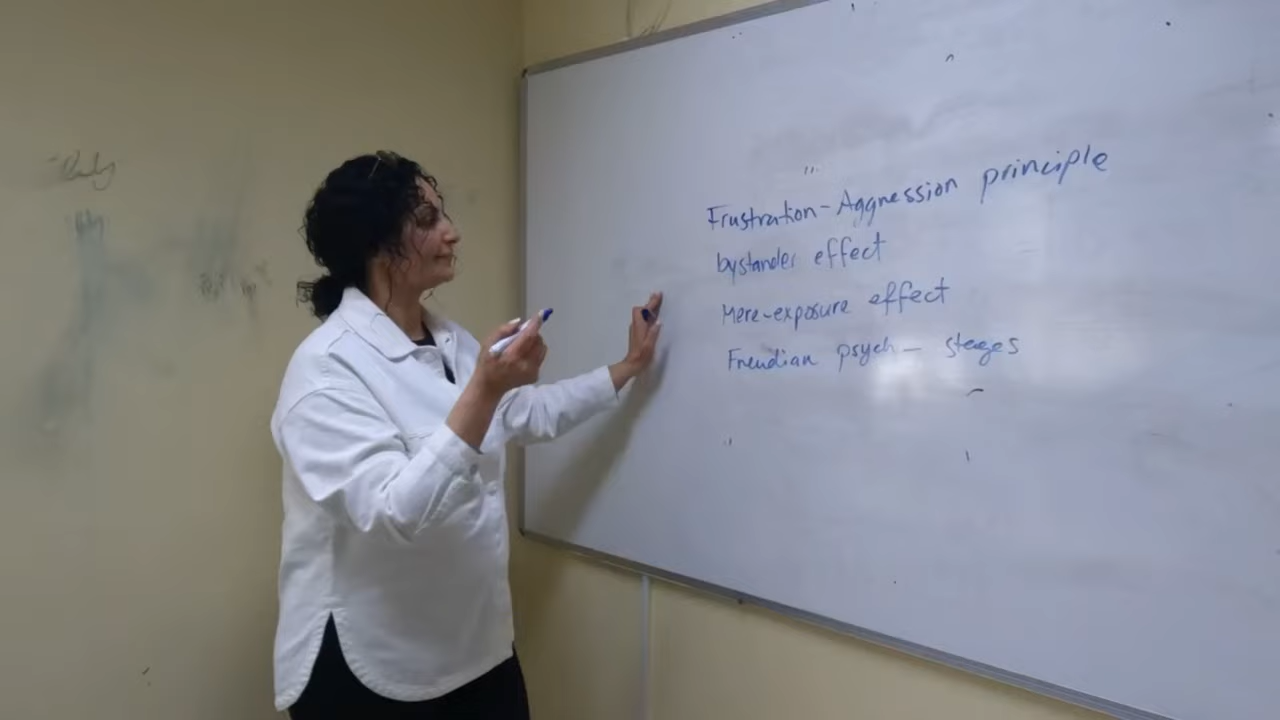 Frustration-Aggression principle
bystander effect
Mere-exposure effect
Freudian psych— stages